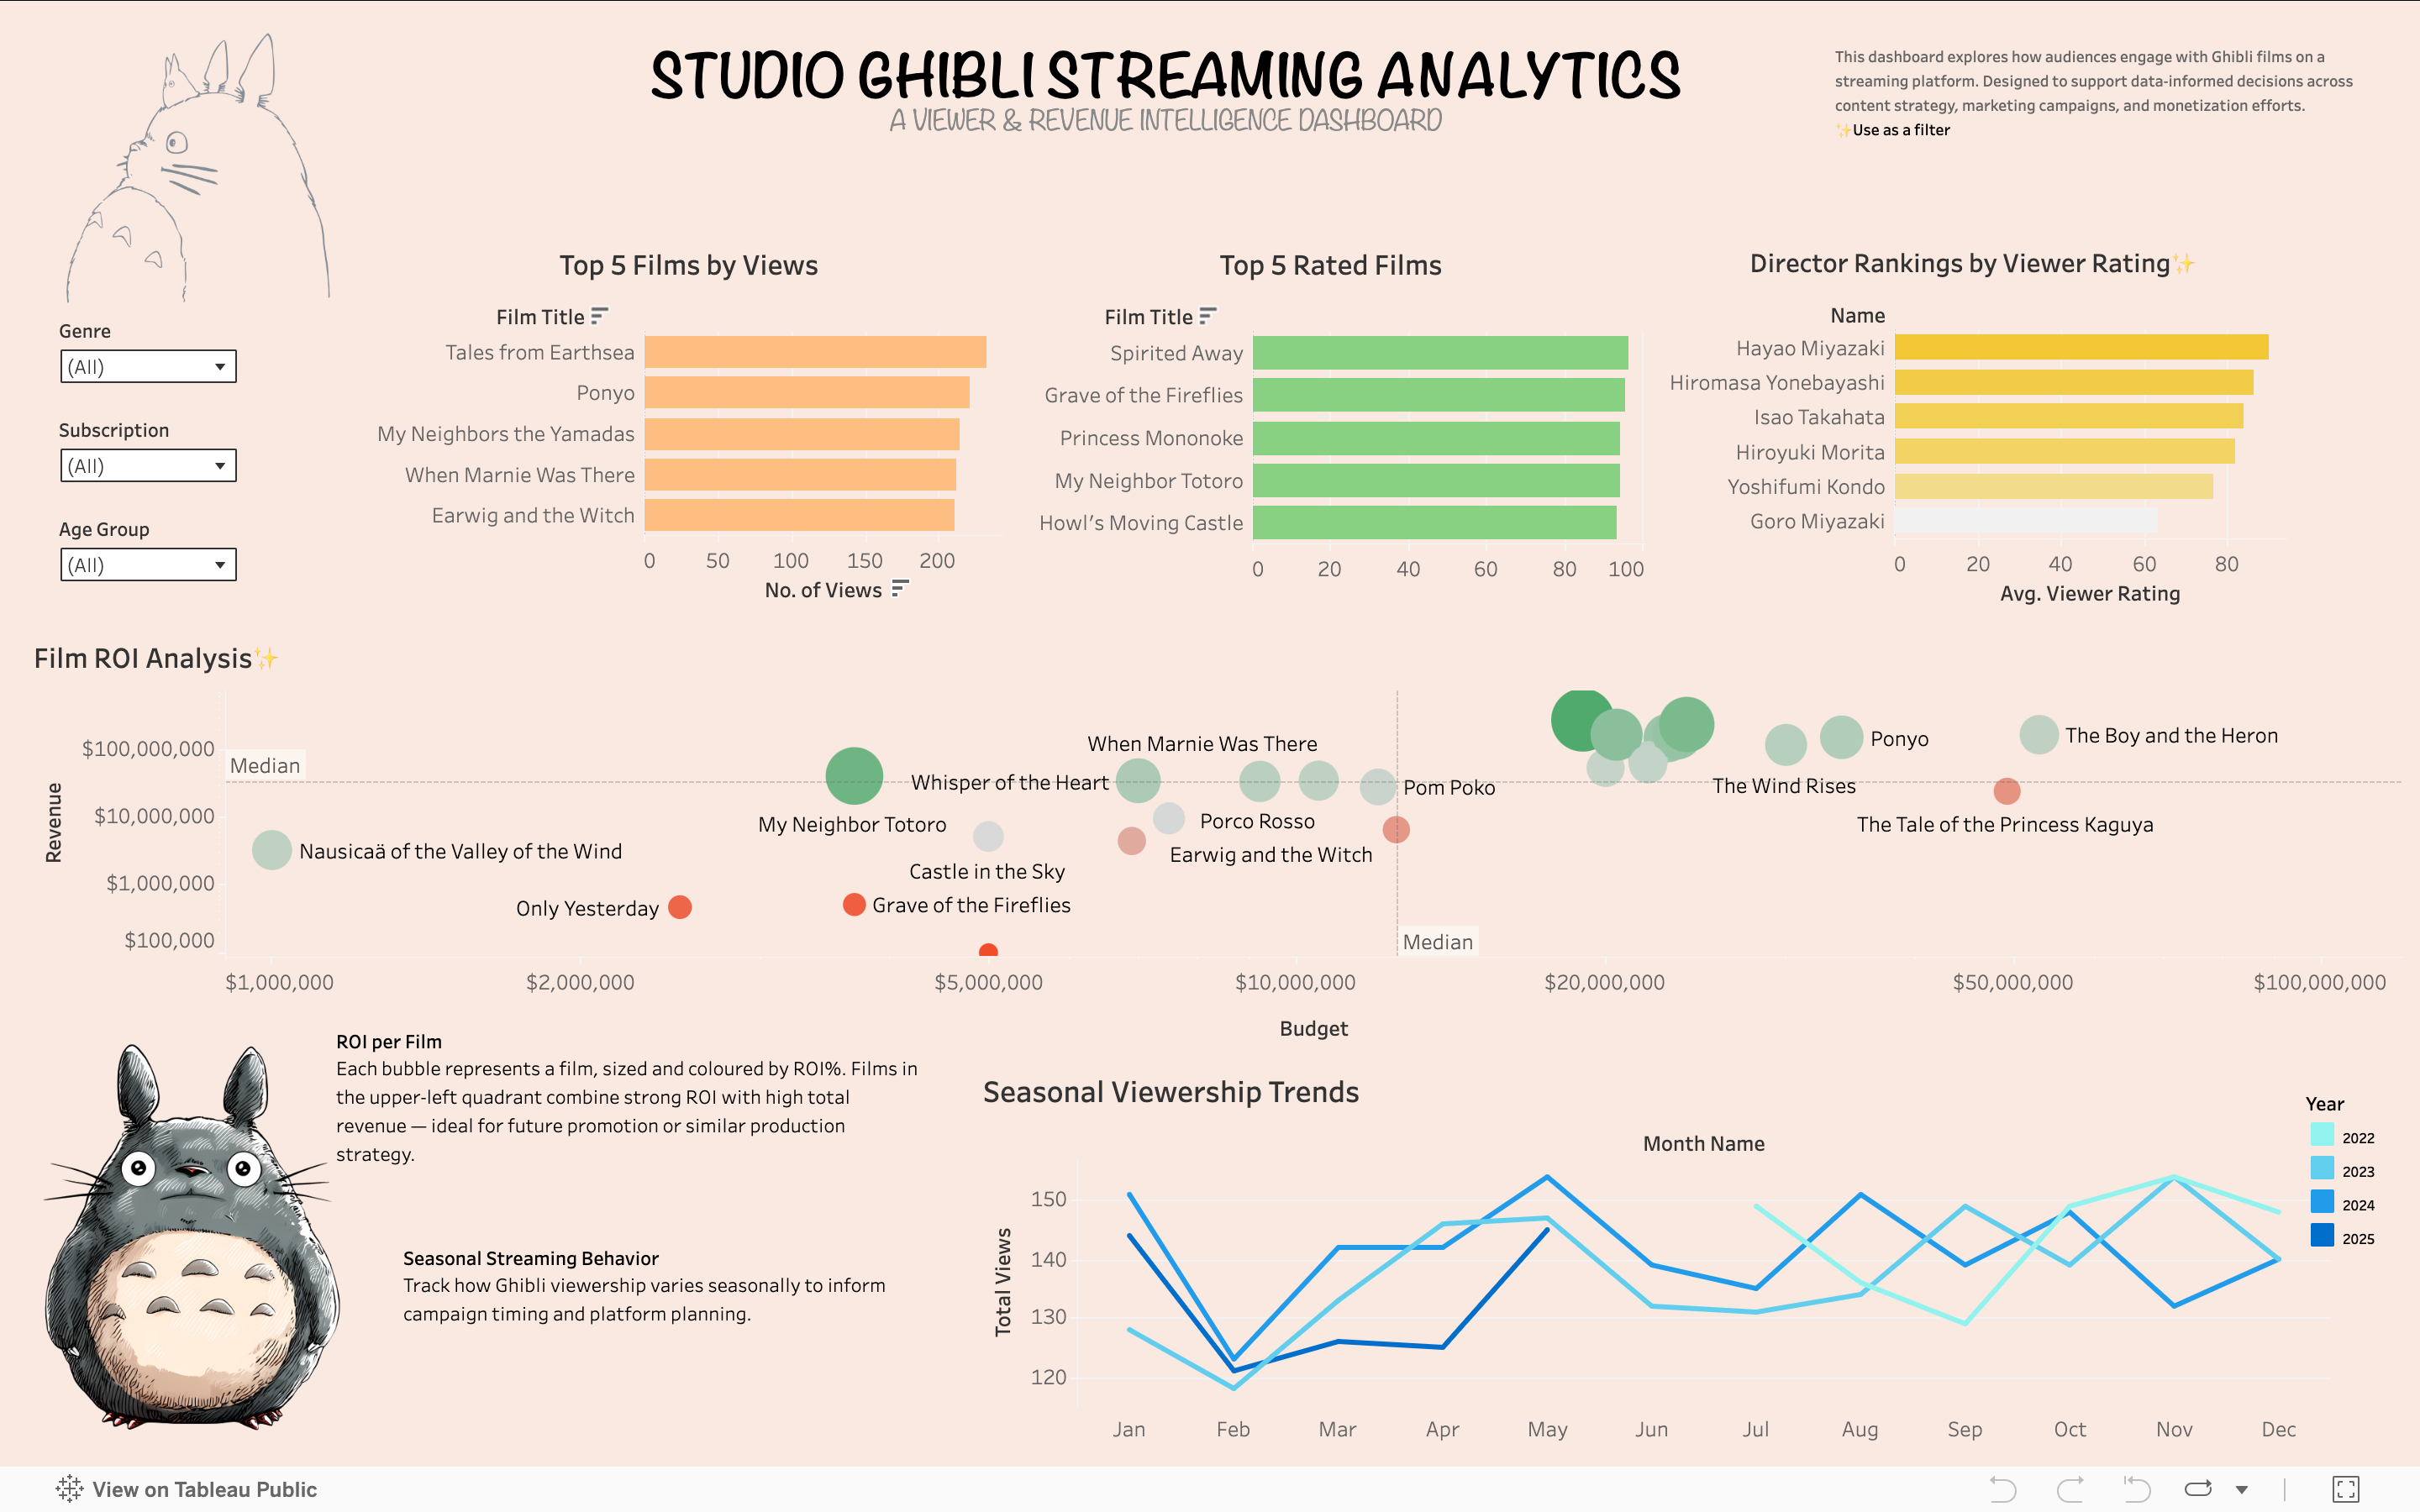 STUDIO GHIBLI STREAMING ANALYTICS
A VIEWER & REVENUE INTELLIGENCE DASHBOARD
This dashboard explores how audiences engage with Ghibli films on a
streaming platform. Designed to support data-informed decisions across
content strategy, marketing campaigns, and monetization efforts.
✨Use as a filter
Genre
(All)
Subscription
(All)
Age Group
(All)
Top 5 Films by Views
Film Title
Tales from Earthsea
Ponyo
My Neighbors the Yamadas
When Marnie Was There
Earwig and the Witch
0 50 100 150 200
No. of Views
Top 5 Rated Films
Film Title
Spirited Away
Grave of the Fireflies
Princess Mononoke
My Neighbor Totoro
Howl's Moving Castle
0 20 40 60 80 100
Director Rankings by Viewer Rating✨
Name
Hayao Miyazaki
Hiromasa Yonebayashi
Isao Takahata
Hiroyuki Morita
Yoshifumi Kondo
Goro Miyazaki
0 20 40 60 80
Avg. Viewer Rating
Film ROI Analysis✨
Revenue
$100,000,000
$10,000,000
$1,000,000
$100,000
Median
When Marnie Was There
Ponyo
The Boy and the Heron
Whisper of the Heart
Pom Poko
The Wind Rises
My Neighbor Totoro
Porco Rosso
The Tale of the Princess Kaguya
Nausicaä of the Valley of the Wind
Earwig and the Witch
Castle in the Sky
Only Yesterday
Grave of the Fireflies
Median
$1,000,000 $2,000,000 $5,000,000 $10,000,000 $20,000,000 $50,000,000 $100,000,000
Budget
ROI per Film
Each bubble represents a film, sized and coloured by ROI%. Films in
the upper-left quadrant combine strong ROI with high total
revenue — ideal for future promotion or similar production
strategy.
Seasonal Streaming Behavior
Track how Ghibli viewership varies seasonally to inform
campaign timing and platform planning.
Seasonal Viewership Trends
Month Name
Total Views
150
140
130
120
Jan Feb Mar Apr May Jun Jul Aug Sep Oct Nov Dec
Year
2022
2023
2024
2025
View on Tableau Public